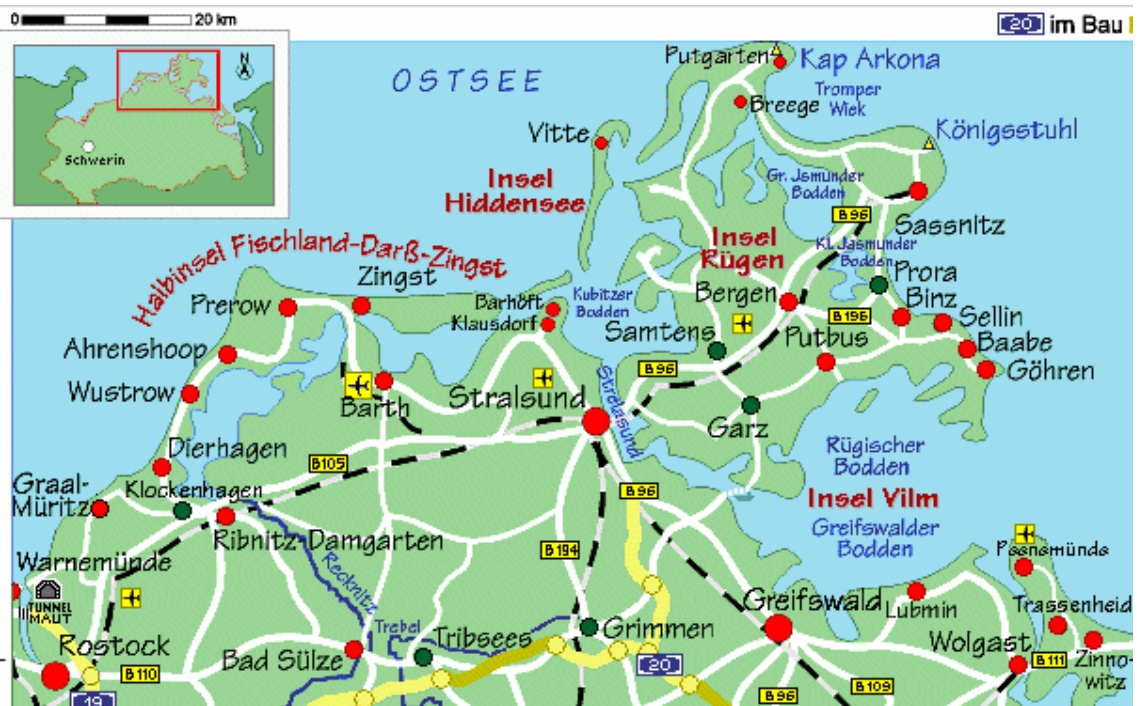 0 20 km
20 im Bau
N
Schwerin
OSTSEE
Putgarten
Kap Arkona
Tromper
Wiek
Breege
Königsstuhl
Vitte
Insel
Hiddensee
Gr. Jsmünder
Bodden
B96
Sassnitz
Halbinsel Fischland-Darß-Zingst
Insel
Rügen
Kl. Jasmunder
Bodden
Zingst
Prerow
Barhöft
Klausdorf
Kubitzer
Bodden
Bergen
Prora
Binz
B196
Sellin
Samtens
Putbus
Baabe
Göhren
Ahrenshoop
Wustrow
Barth
Stralsund
Strelasund
B96
Garz
Dierhagen
B105
Rügischer
Bodden
Graal-
Müritz
Klockenhagen
B96
Insel Vilm
Greifswalder
Bodden
Ribnitz-Damgarten
Warnemünde
Recknitz
B194
Peenemünde
TUNNEL
MAUT
Trebel
Greifswald
Lubmin
Trassenheid
Rostock
Bad Sülze
Tribsees
Grimmen
Wolgast
B111
Zinno-
witz
B110
20
19
B96
B109